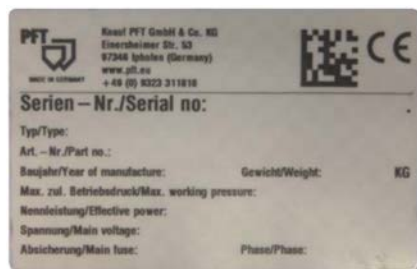 PFT
MADE IN GERMANY
Knauf PFT GmbH & Co. KG
Einersheimer Str. 53
97346 Iphofen (Germany)
www.pft.eu
+49 (0) 9323 311818
CE
Serien – Nr./Serial no:
Typ/Type:
Art. – Nr./Part no.:
Baujahr/Year of manufacture: Gewicht/Weight: KG
Max. zul. Betriebsdruck/Max. working pressure:
Nennleistung/Effective power:
Spannung/Main voltage:
Absicherung/Main fuse: Phase/Phase: